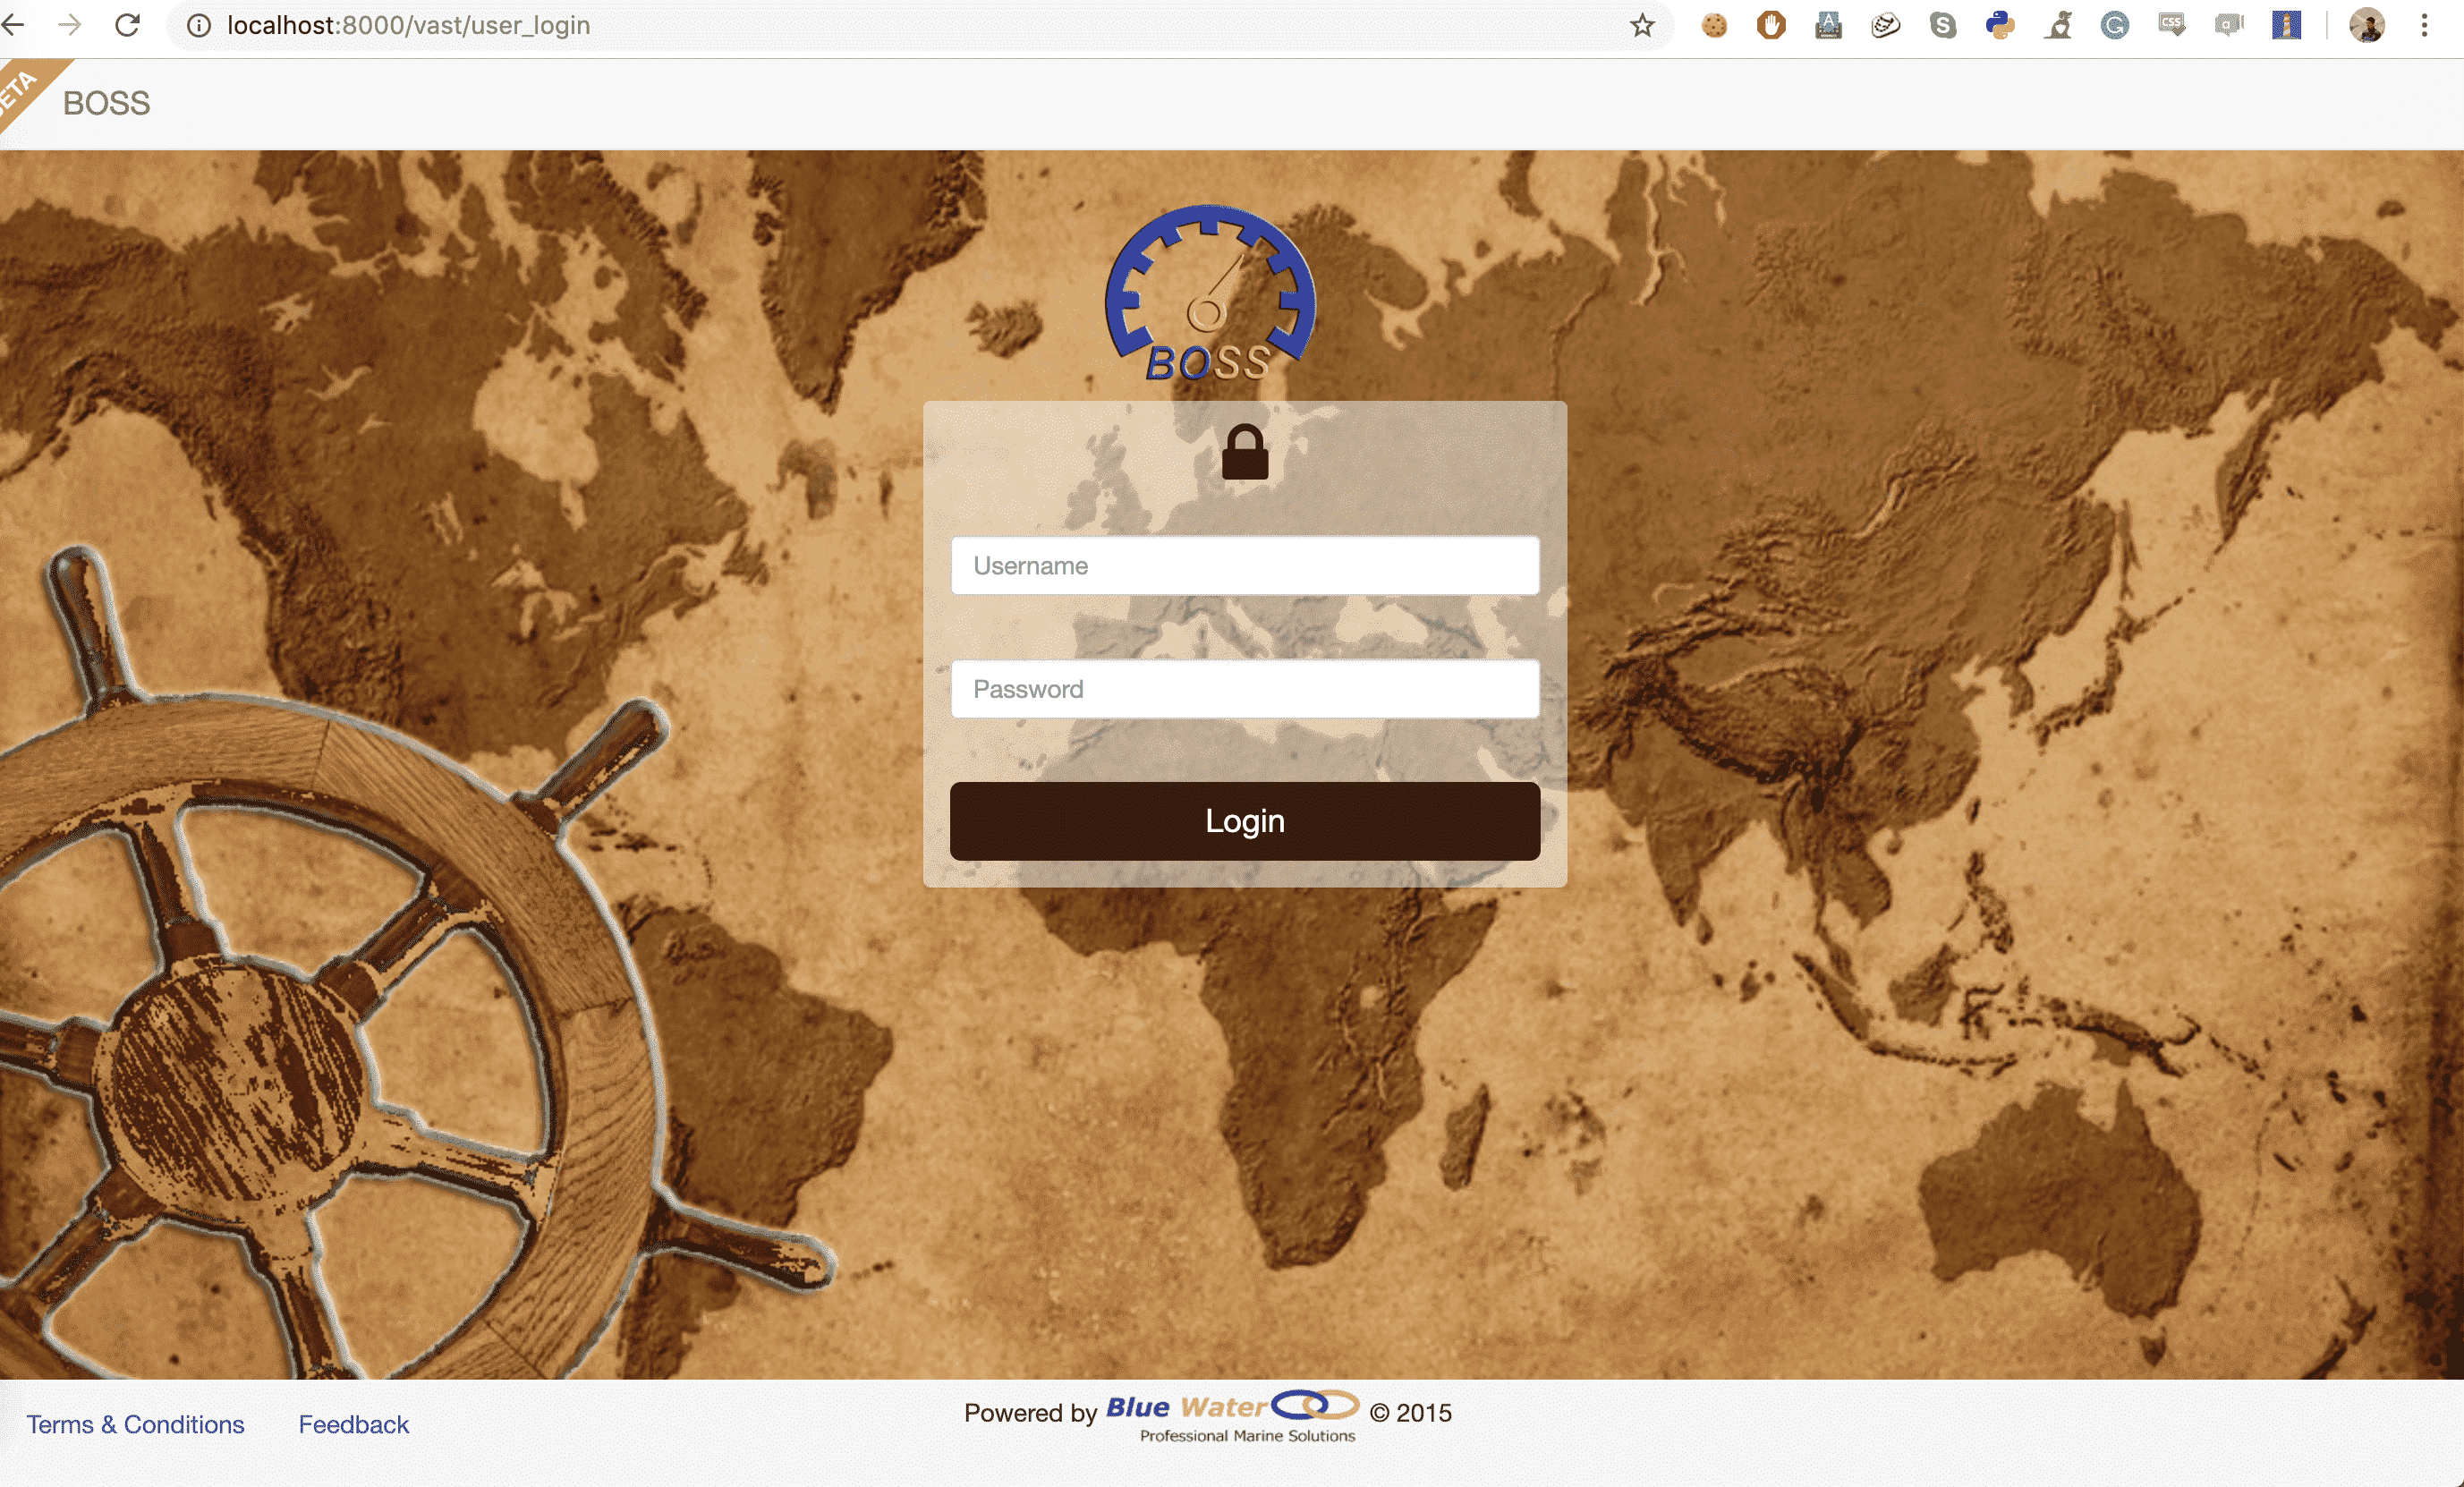 localhost:8000/vast/user_login
BOSS
BOSS
Username
Password
Login
Terms & Conditions
Feedback
Powered by Blue Water © 2015
Professional Marine Solutions